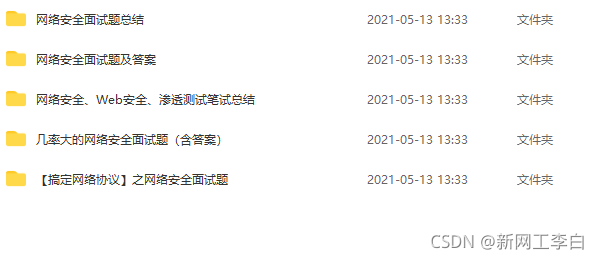 网络安全面试题总结 2021-05-13 13:33 文件夹
网络安全面试题及答案 2021-05-13 13:33 文件夹
网络安全、Web安全、渗透测试笔试总结 2021-05-13 13:33 文件夹
几率大的网络安全面试题（含答案） 2021-05-13 13:33 文件夹
【搞定网络协议】之网络安全面试题 2021-05-13 13:33 文件夹
CSDN @新网工李白